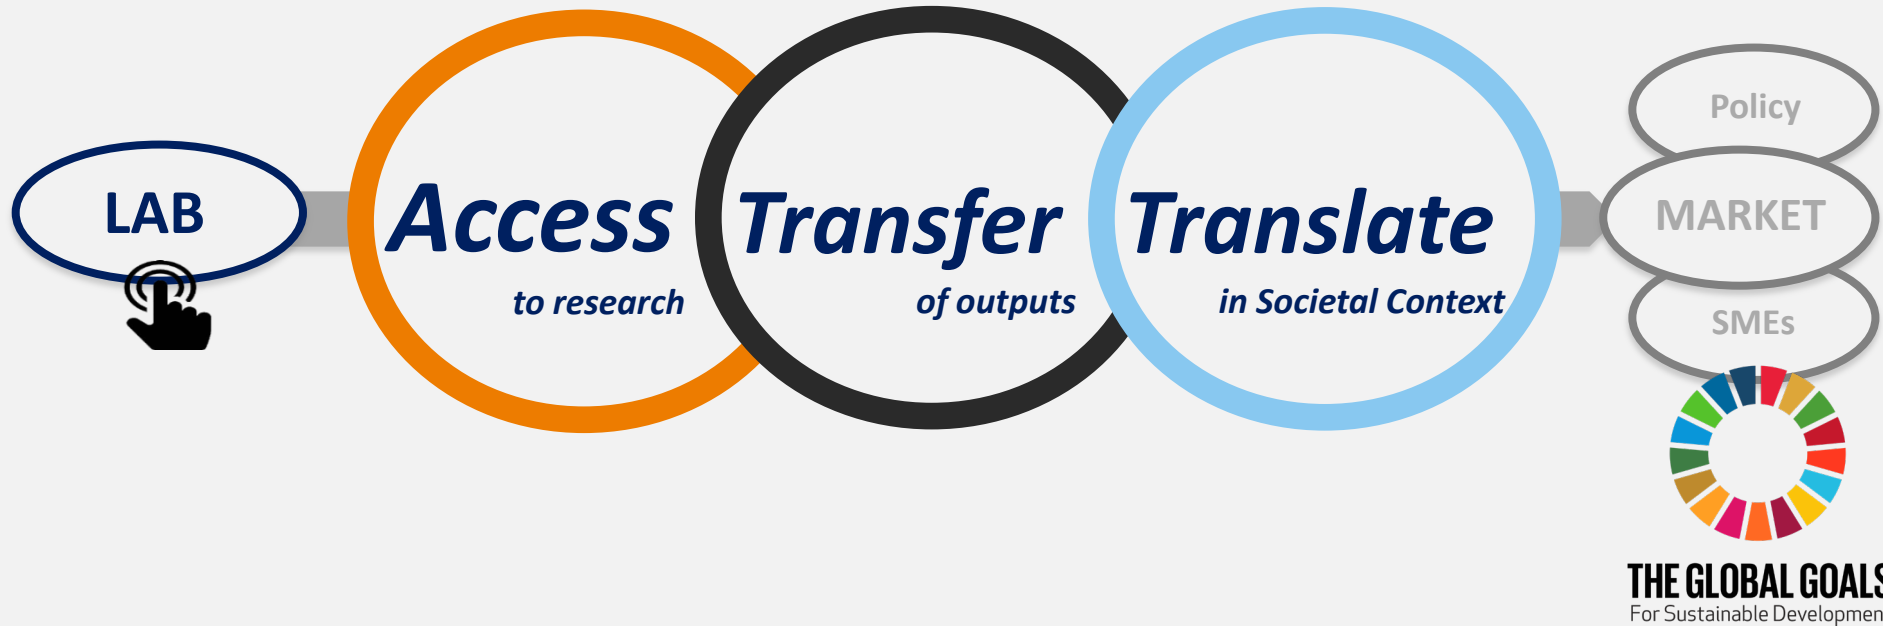 LAB
Access
to research
Transfer
of outputs
Translate
in Societal Context
Policy
MARKET
SMEs
THE GLOBAL GOALS
For Sustainable Developmen